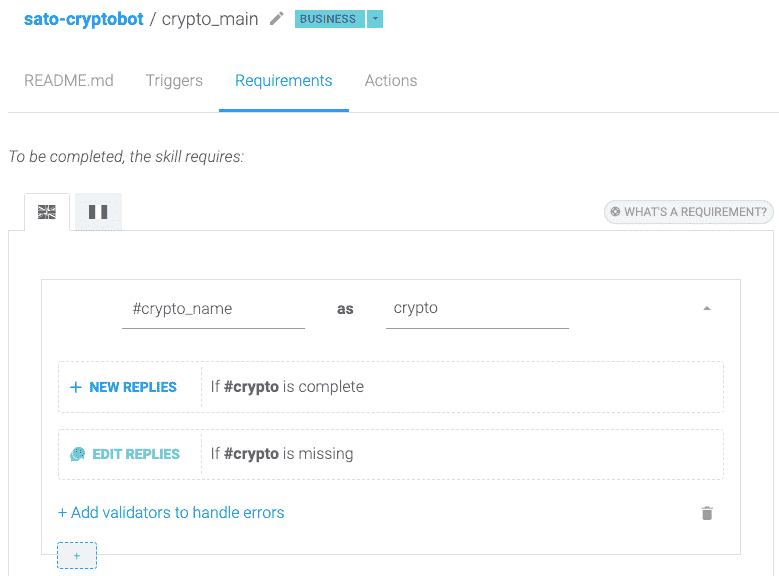 sato-cryptobot / crypto_main BUSINESS
README.md Triggers Requirements Actions
To be completed, the skill requires:
WHAT'S A REQUIREMENT?
#crypto_name as crypto
+ NEW REPLIES If #crypto is complete
EDIT REPLIES If #crypto is missing
+ Add validators to handle errors
+